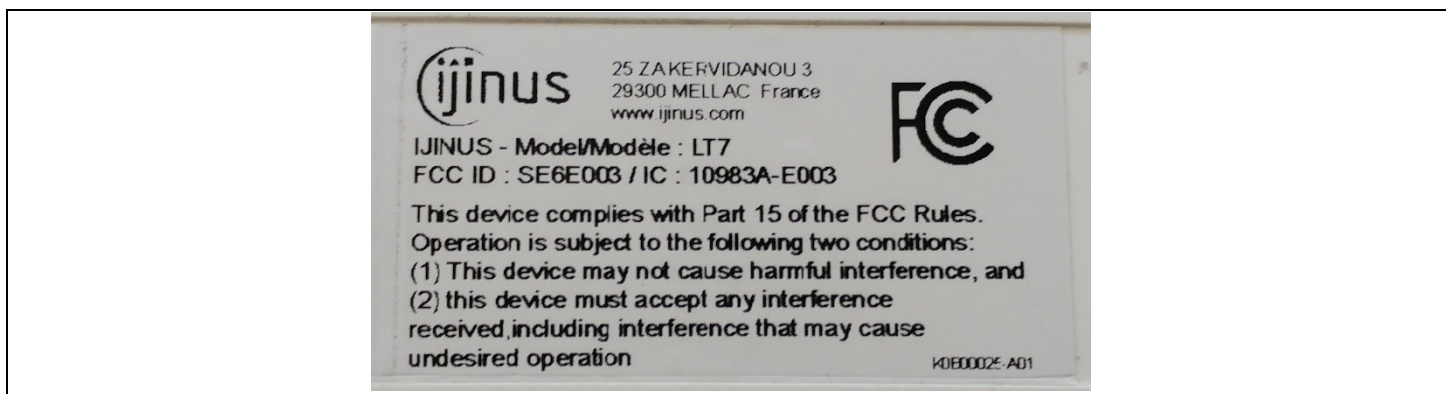 ijinus
25 ZA KERVIDANOU 3
29300 MELLAC France
www.ijinus.com
FCC
IJINUS - Model/Modèle : LT7
FCC ID : SE6E003 / IC : 10983A-E003
This device complies with Part 15 of the FCC Rules.
Operation is subject to the following two conditions:
(1) This device may not cause harmful interference, and
(2) this device must accept any interference
received,including interference that may cause
undesired operation